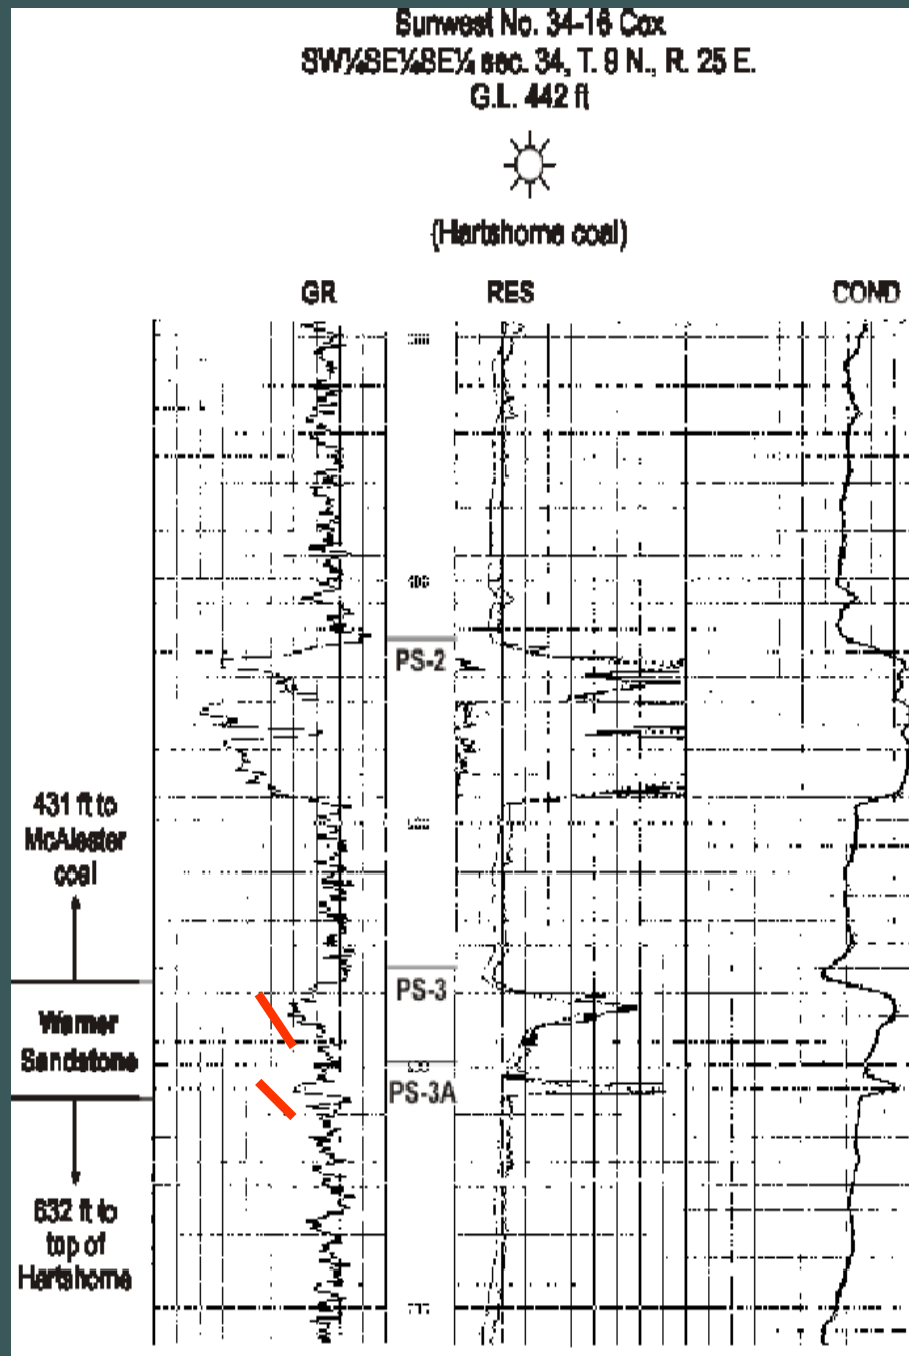 Sunwest No. 34-16 Cox
SW¼SE¼SE¼ sec. 34, T. 9 N., R. 25 E.
G.L. 442 ft
(Hartshorne coal)
GR
RES
COND
400
PS-2
431 ft to
McAlester
coal
PS-3
Warner
Sandstone
PS-3A
632 ft to
top of
Hartshorne